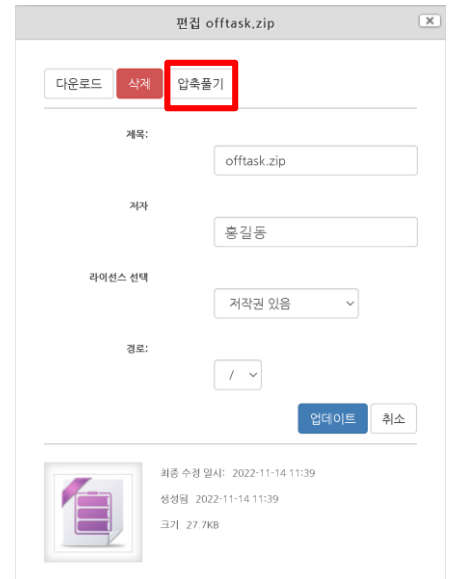 편집 offtask.zip
다운로드 삭제 압축풀기
제목:
offtask.zip
저자
홍길동
라이선스 선택
저작권 있음
경로:
/
업데이트 취소
최종 수정 일시: 2022-11-14 11:39
생성됨 2022-11-14 11:39
크기 27.7KB